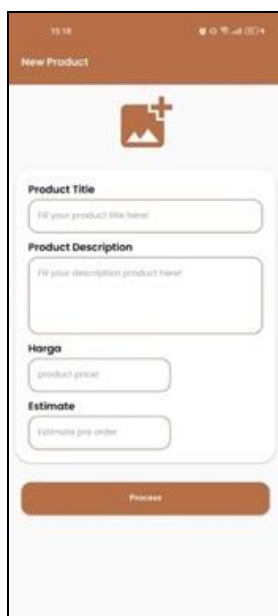 15:18
New Product
Product Title
Fill your product title here!
Product Description
Fill your description product here!
Harga
product price!
Estimate
Estimate pre order
Process